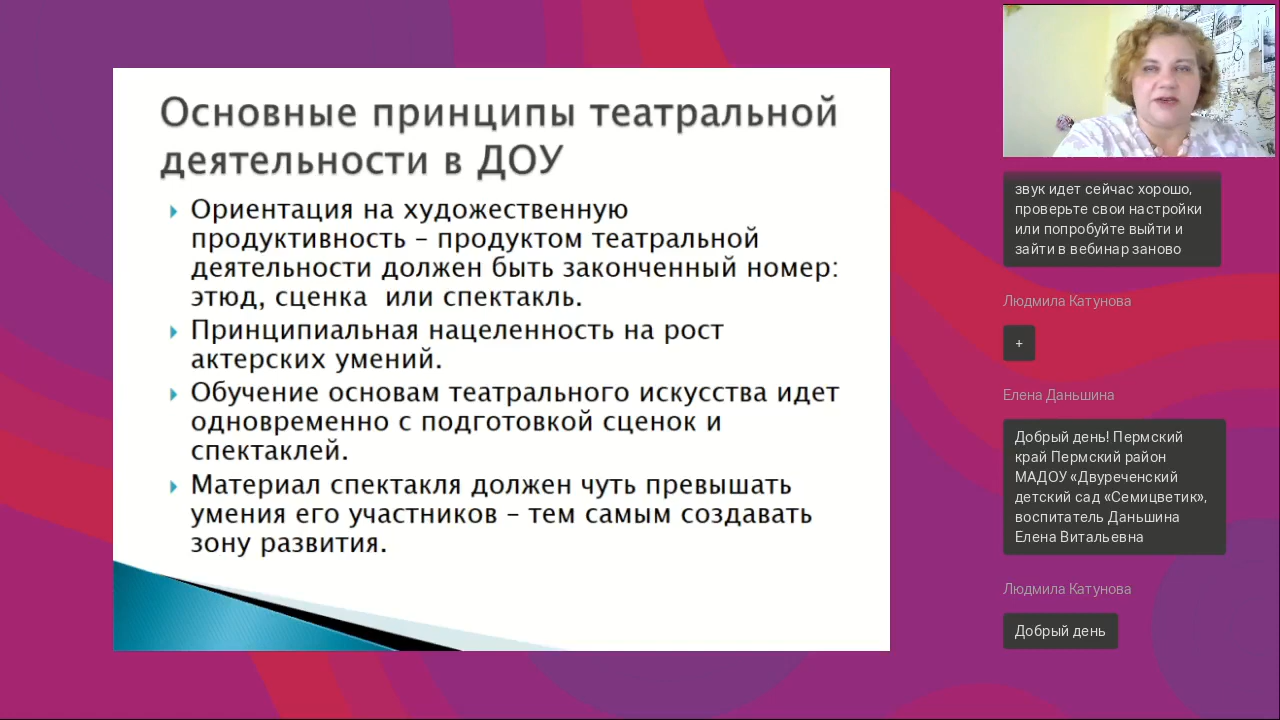 Основные принципы театральной
деятельности в ДОУ
Ориентация на художественную
продуктивность – продуктом театральной
деятельности должен быть законченный номер:
этюд, сценка или спектакль.
Принципиальная нацеленность на рост
актерских умений.
Обучение основам театрального искусства идет
одновременно с подготовкой сценок и
спектаклей.
Материал спектакля должен чуть превышать
умения его участников – тем самым создавать
зону развития.
звук идет сейчас хорошо,
проверьте свои настройки
или попробуйте выйти и
зайти в вебинар заново
Людмила Катунова
+
Елена Даньшина
Добрый день! Пермский
край Пермский район
МАДОУ «Двуреченский
детский сад «Семицветик»,
воспитатель Даньшина
Елена Витальевна
Людмила Катунова
Добрый день